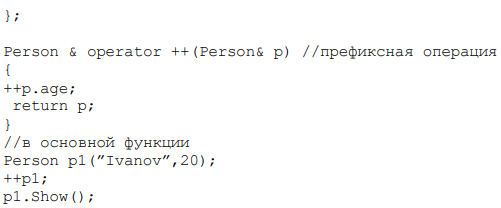 };
Person & operator ++(Person& p) //префиксная операция
{
++p.age;
return p;
}
//в основной функции
Person p1(”Ivanov”,20);
++p1;
p1.Show();